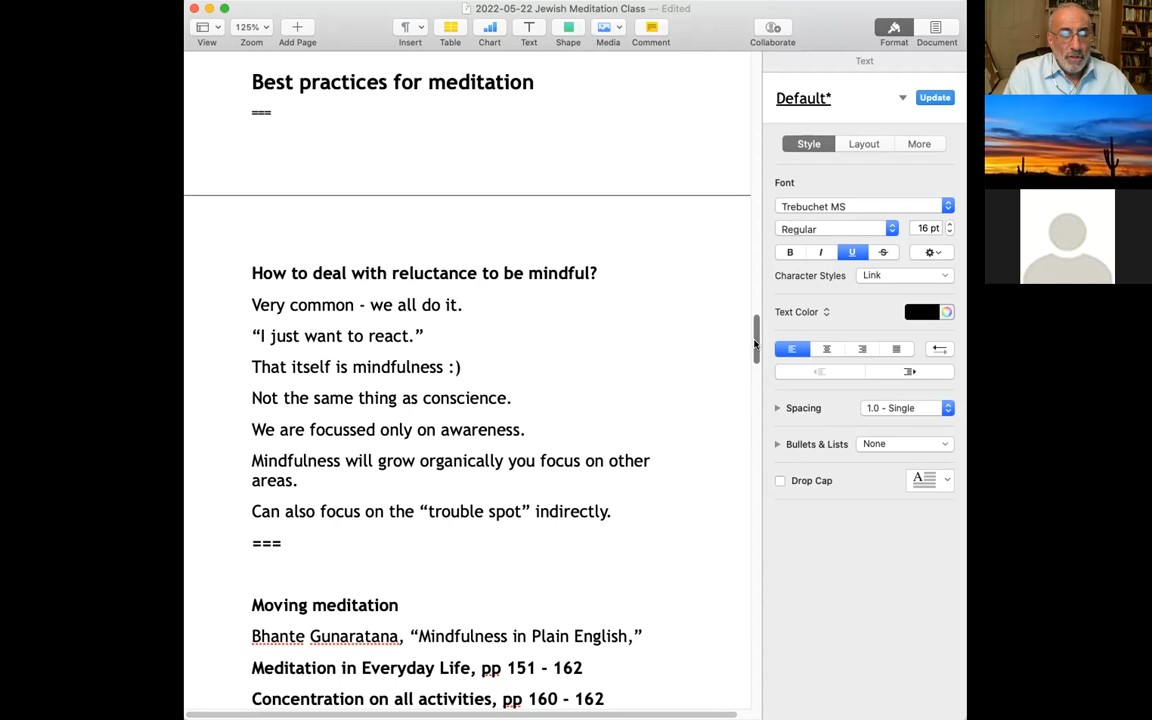 2022-05-22 Jewish Meditation Class — Edited
125%
View Zoom Add Page Insert Table Chart Text Shape Media Comment Collaborate Format Document
Best practices for meditation
===
How to deal with reluctance to be mindful?
Very common - we all do it.
“I just want to react.”
That itself is mindfulness :)
Not the same thing as conscience.
We are focussed only on awareness.
Mindfulness will grow organically you focus on other
areas.
Can also focus on the “trouble spot” indirectly.
===
Moving meditation
Bhante Gunaratana, “Mindfulness in Plain English,”
Meditation in Everyday Life, pp 151 - 162
Concentration on all activities, pp 160 - 162
Text
Default*
Update
Style Layout More
Font
Trebuchet MS
Regular 16 pt
B I U S
Character Styles Link
Text Color
Spacing 1.0 - Single
Bullets & Lists None
Drop Cap
A